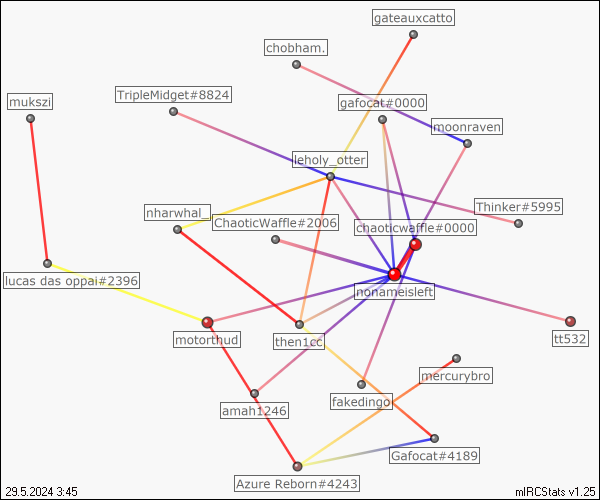 gateauxcatto
chobham.
mukszi
TripleMidget#8824
gafocat#0000
moonraven
leholy_otter
Thinker#5995
nharwhal_
ChaoticWaffle#2006
chaoticwaffle#0000
lucas das oppai#2396
nonameisleft
motorthud
then1cc
tt532
mercurybro
fakedingo
amah1246
Gafocat#4189
Azure Reborn#4243
29.5.2024 3:45
mIRCStats v1.25